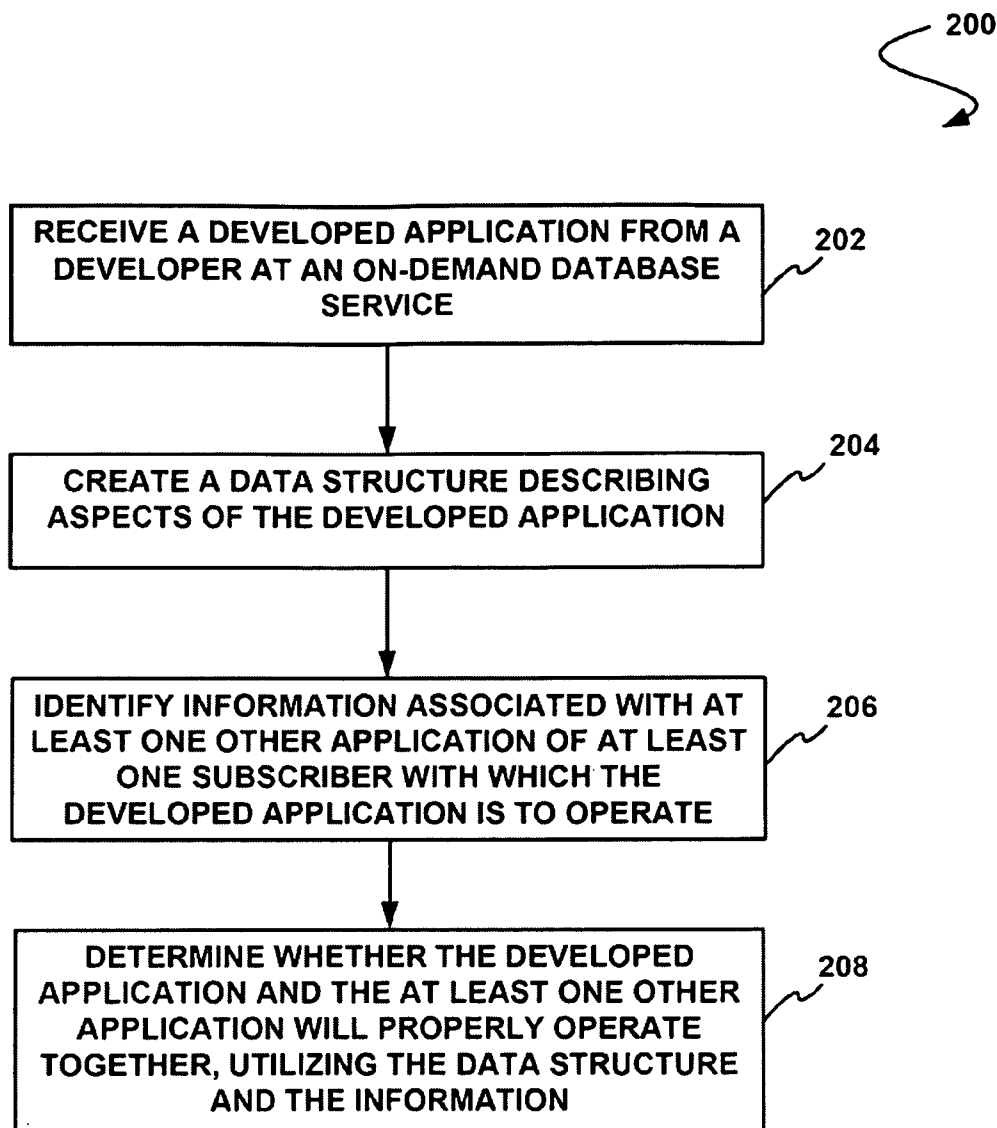 200
RECEIVE A DEVELOPED APPLICATION FROM A
DEVELOPER AT AN ON-DEMAND DATABASE
SERVICE
202
CREATE A DATA STRUCTURE DESCRIBING
ASPECTS OF THE DEVELOPED APPLICATION
204
IDENTIFY INFORMATION ASSOCIATED WITH AT
LEAST ONE OTHER APPLICATION OF AT LEAST
ONE SUBSCRIBER WITH WHICH THE
DEVELOPED APPLICATION IS TO OPERATE
206
DETERMINE WHETHER THE DEVELOPED
APPLICATION AND THE AT LEAST ONE OTHER
APPLICATION WILL PROPERLY OPERATE
TOGETHER, UTILIZING THE DATA STRUCTURE
AND THE INFORMATION
208